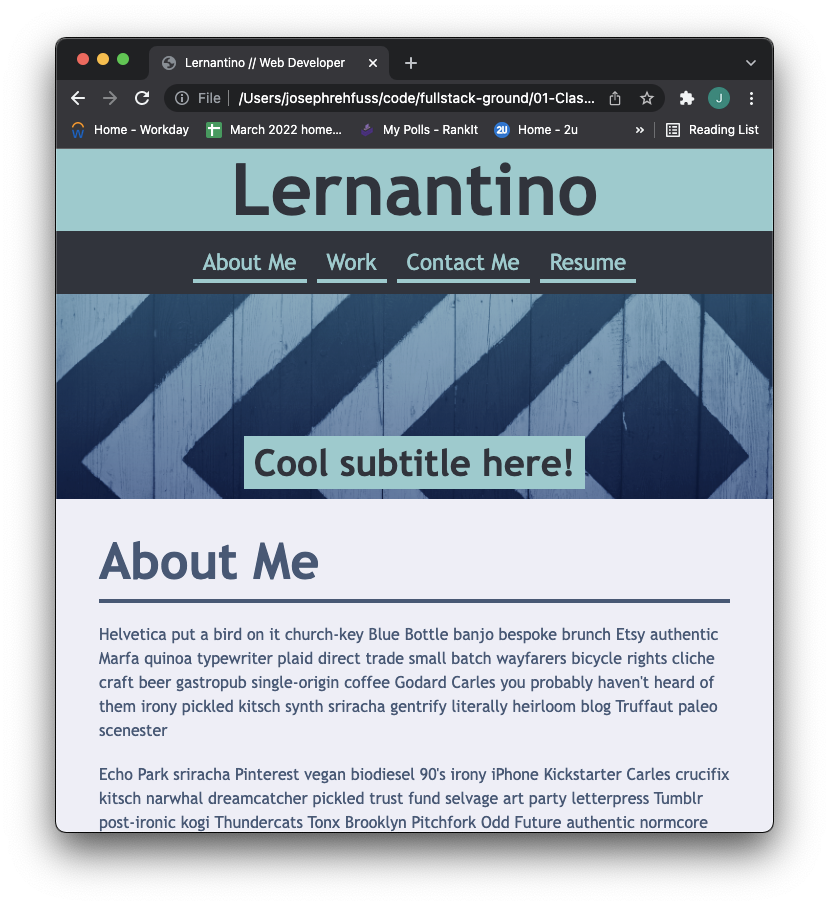 Lernantino // Web Developer
File
/Users/josephrehfuss/code/fullstack-ground/01-Clas...
J
Home - Workday
March 2022 home...
My Polls - RankIt
2U
Home - 2u
»
Reading List
Lernantino
About Me
Work
Contact Me
Resume
Cool subtitle here!
About Me
Helvetica put a bird on it church-key Blue Bottle banjo bespoke brunch Etsy authentic
Marfa quinoa typewriter plaid direct trade small batch wayfarers bicycle rights cliche
craft beer gastropub single-origin coffee Godard Carles you probably haven't heard of
them irony pickled kitsch synth sriracha gentrify literally heirloom blog Truffaut paleo
scenester
Echo Park sriracha Pinterest vegan biodiesel 90's irony iPhone Kickstarter Carles crucifix
kitsch narwhal dreamcatcher pickled trust fund selvage art party letterpress Tumblr
post-ironic kogi Thundercats Tonx Brooklyn Pitchfork Odd Future authentic normcore